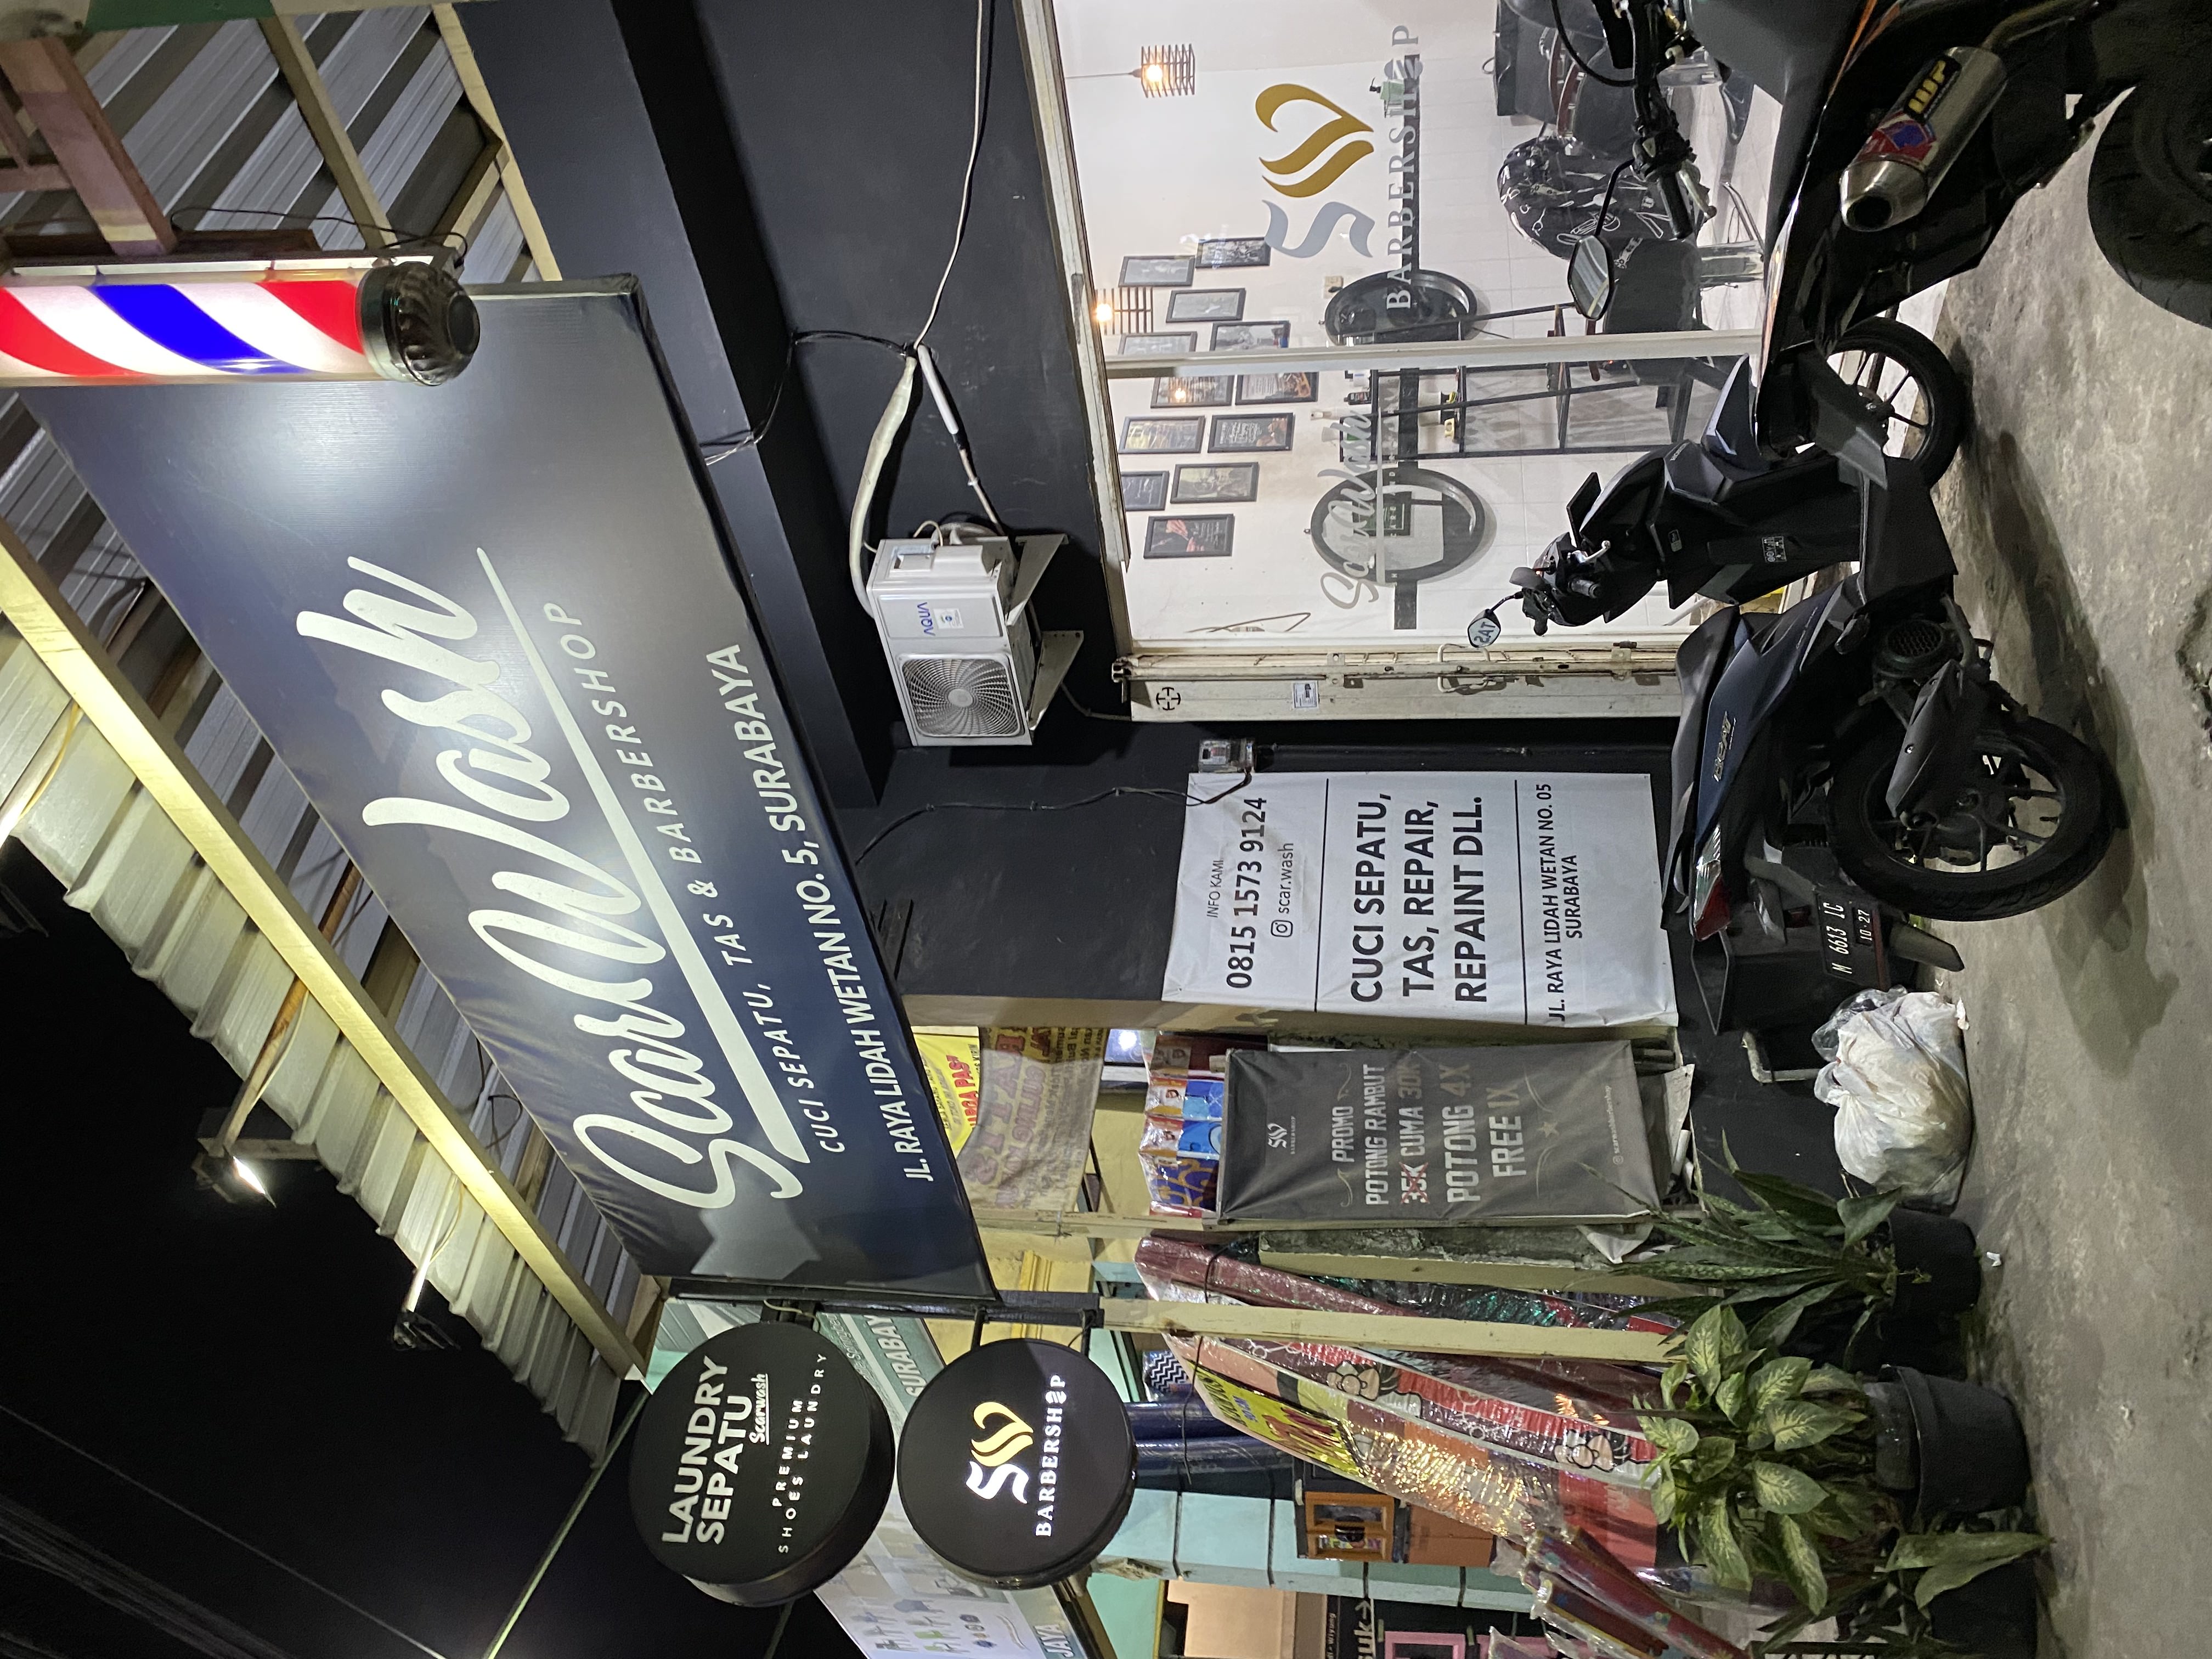 ScarWash
CUCI SEPATU, TAS & BARBERSHOP
JL. RAYA LIDAH WETAN NO. 5, SURABAYA
LAUNDRY
SEPATU
Scarwash
PREMIUM
SHOES LAUNDRY
SW
BARBERSHOP
SURABAY
JAYA
HARGA PAS"
AQUA
INFO KAMI
0815 1573 9124
scar.wash
CUCI SEPATU,
TAS, REPAIR,
REPAINT DLL.
JL. RAYA LIDAH WETAN NO. 05
SURABAYA
SW
BARBERSHOP
PROMO
POTONG RAMBUT
35K CUMA 30K
POTONG 4X
FREE 1X
scarwashbarbershop
ScarWash
SW
BARBERSHOP
BeAT
M 6613 IC
10·27
WP